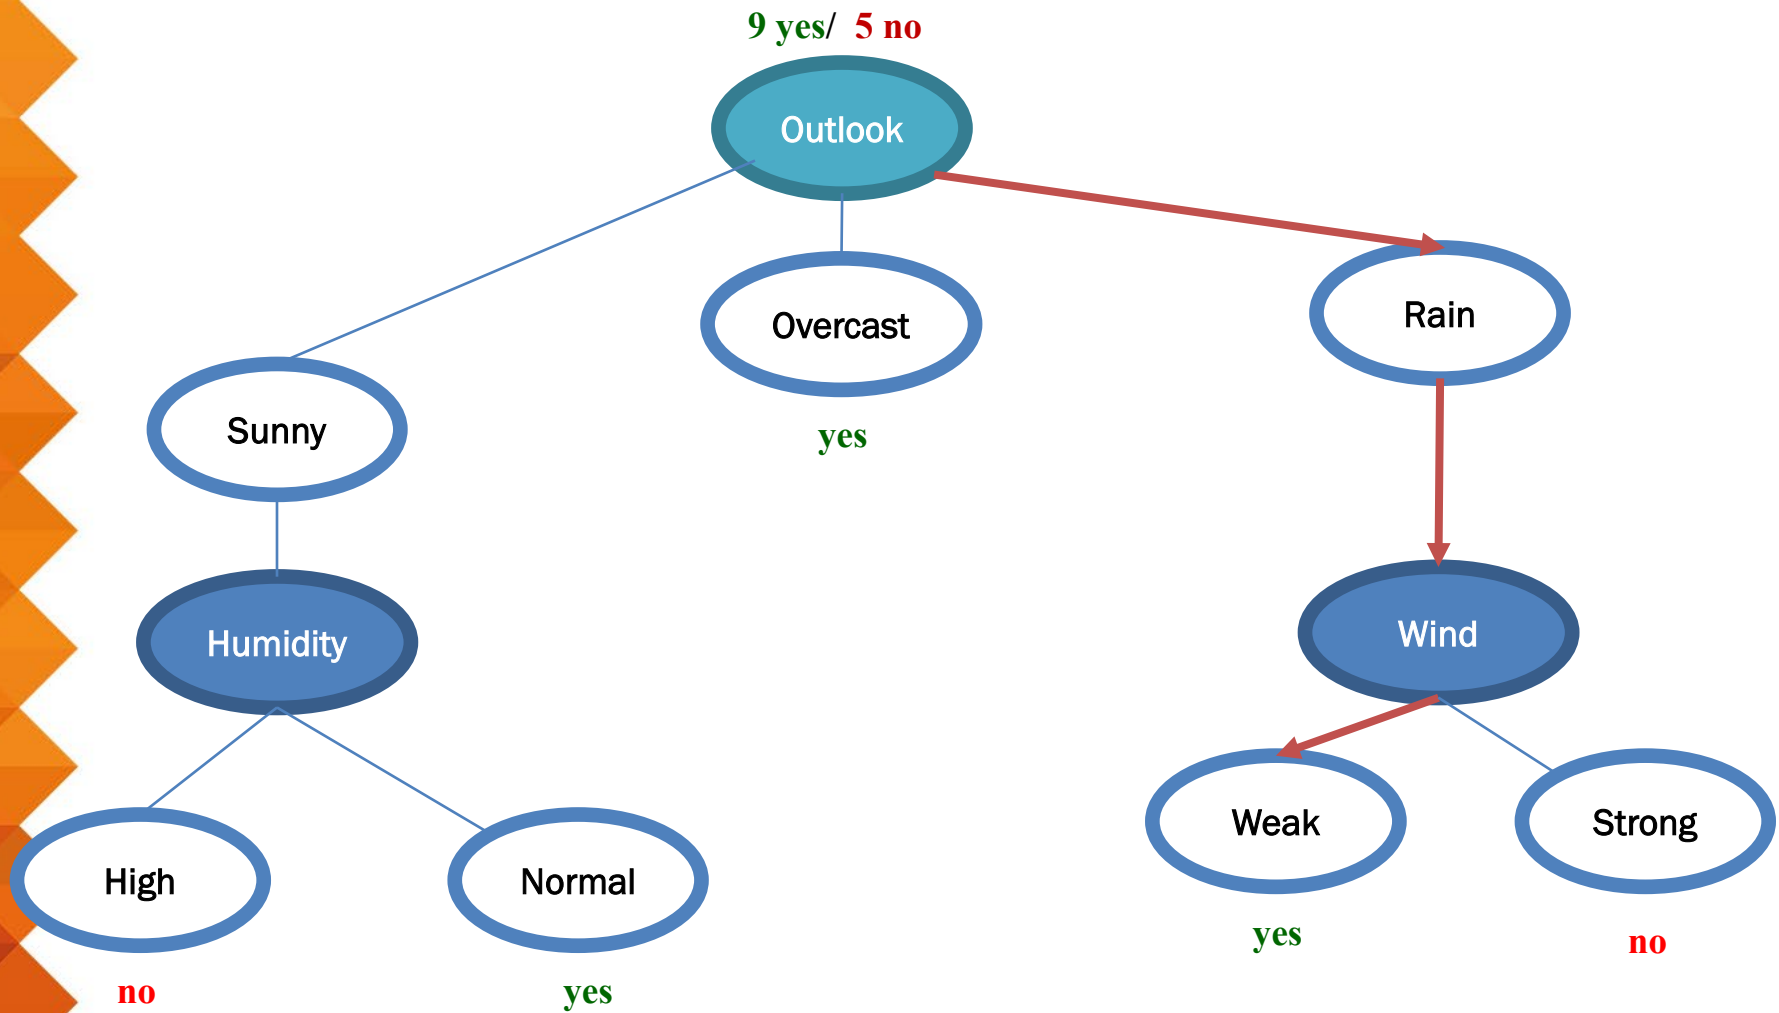 9 yes/ 5 no
Outlook
Overcast
Rain
Sunny
yes
Humidity
Wind
Weak
Strong
High
Normal
yes
no
no
yes